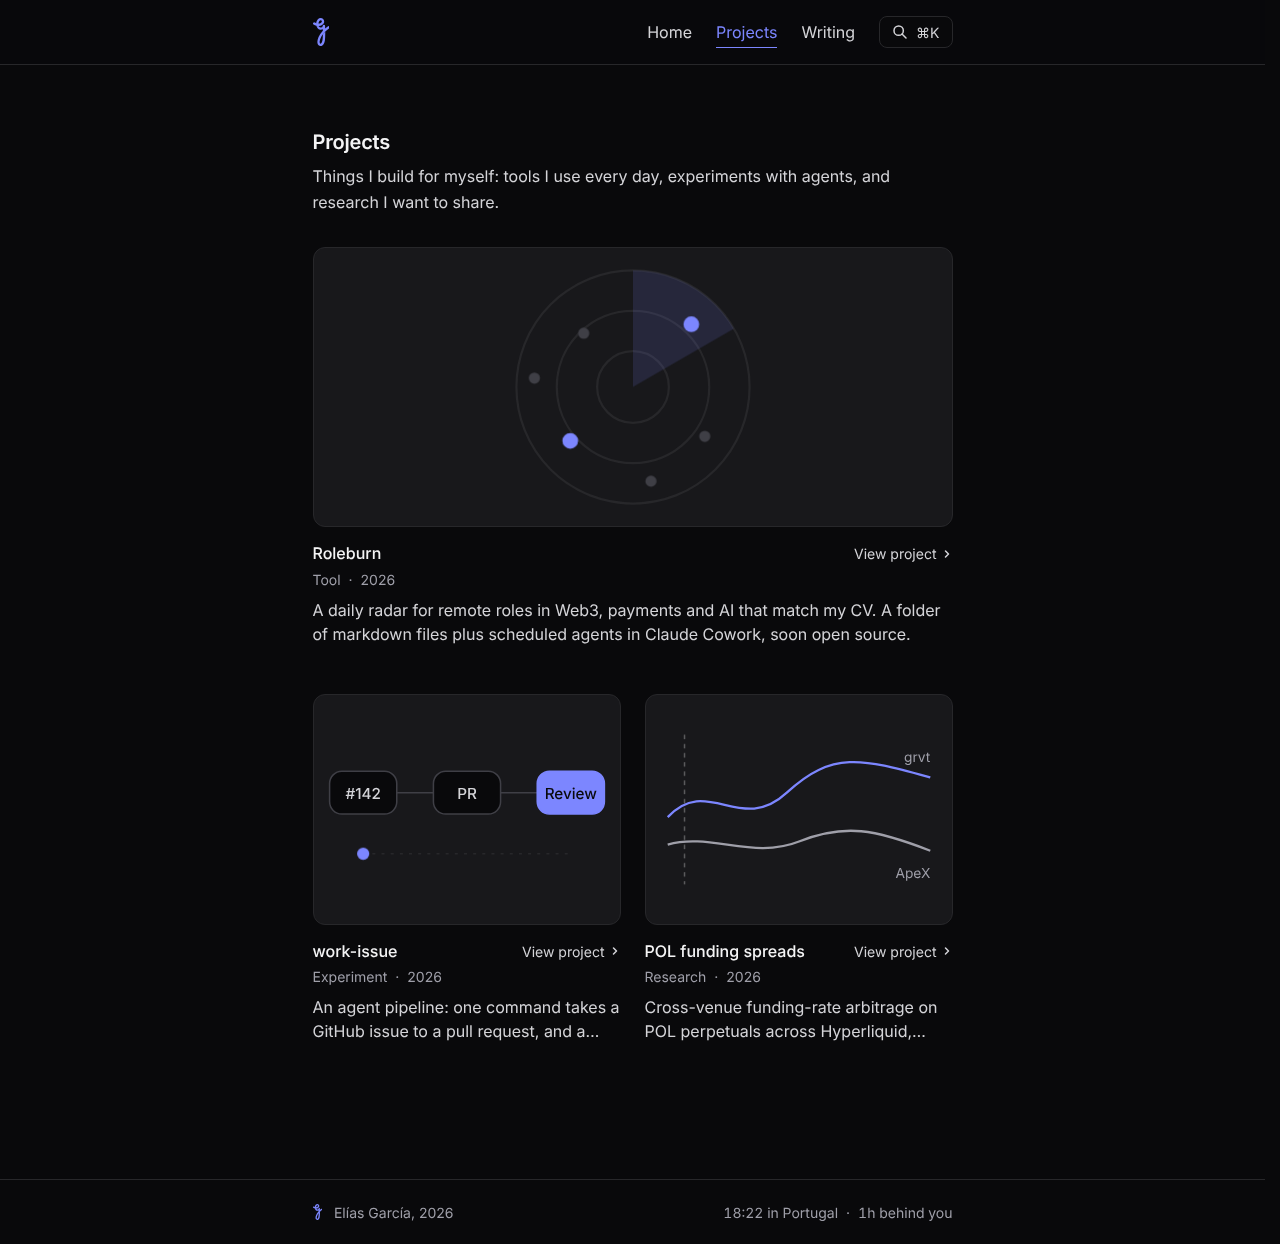 Home
Projects
Writing
⌘K
Projects
Things I build for myself: tools I use every day, experiments with agents, and
research I want to share.
Roleburn
View project
Tool · 2026
A daily radar for remote roles in Web3, payments and AI that match my CV. A folder
of markdown files plus scheduled agents in Claude Cowork, soon open source.
#142
PR
Review
grvt
ApeX
work-issue
View project
Experiment · 2026
An agent pipeline: one command takes a
GitHub issue to a pull request, and a...
POL funding spreads
View project
Research · 2026
Cross-venue funding-rate arbitrage on
POL perpetuals across Hyperliquid,...
Elías García, 2026
18:22 in Portugal · 1h behind you